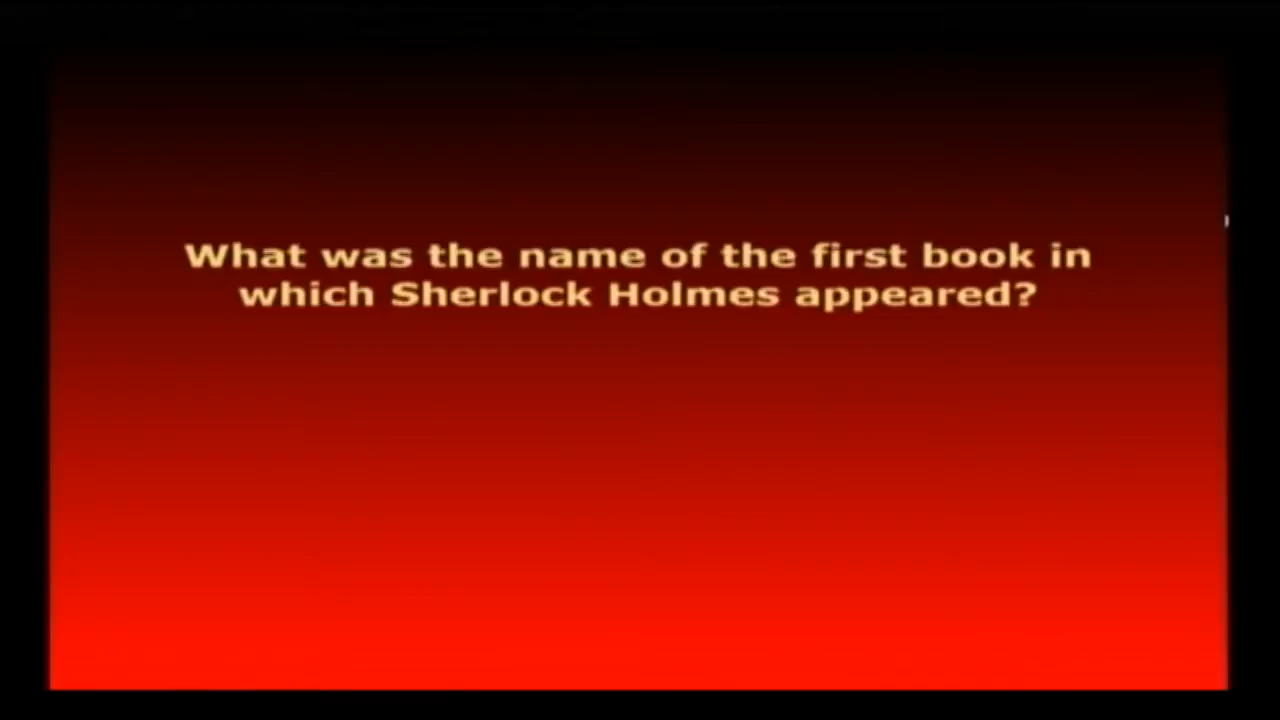 What was the name of the first book in
which Sherlock Holmes appeared?